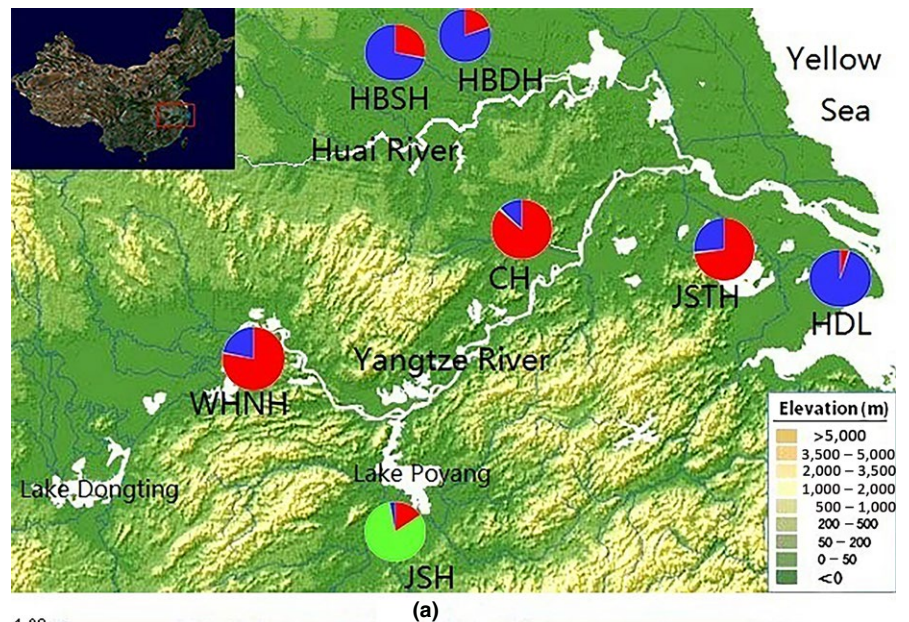 Yellow
Sea
HBSH
HBDH
Huai River
CH
JSTH
HDL
Yangtze River
WHNH
Lake Poyang
Lake Dongting
JSH
Elevation (m)
>5,000
3,500 – 5,000
2,000 – 3,500
1,000 – 2,000
500 – 1,000
200 – 500
50 – 200
0 – 50
<0
(a)